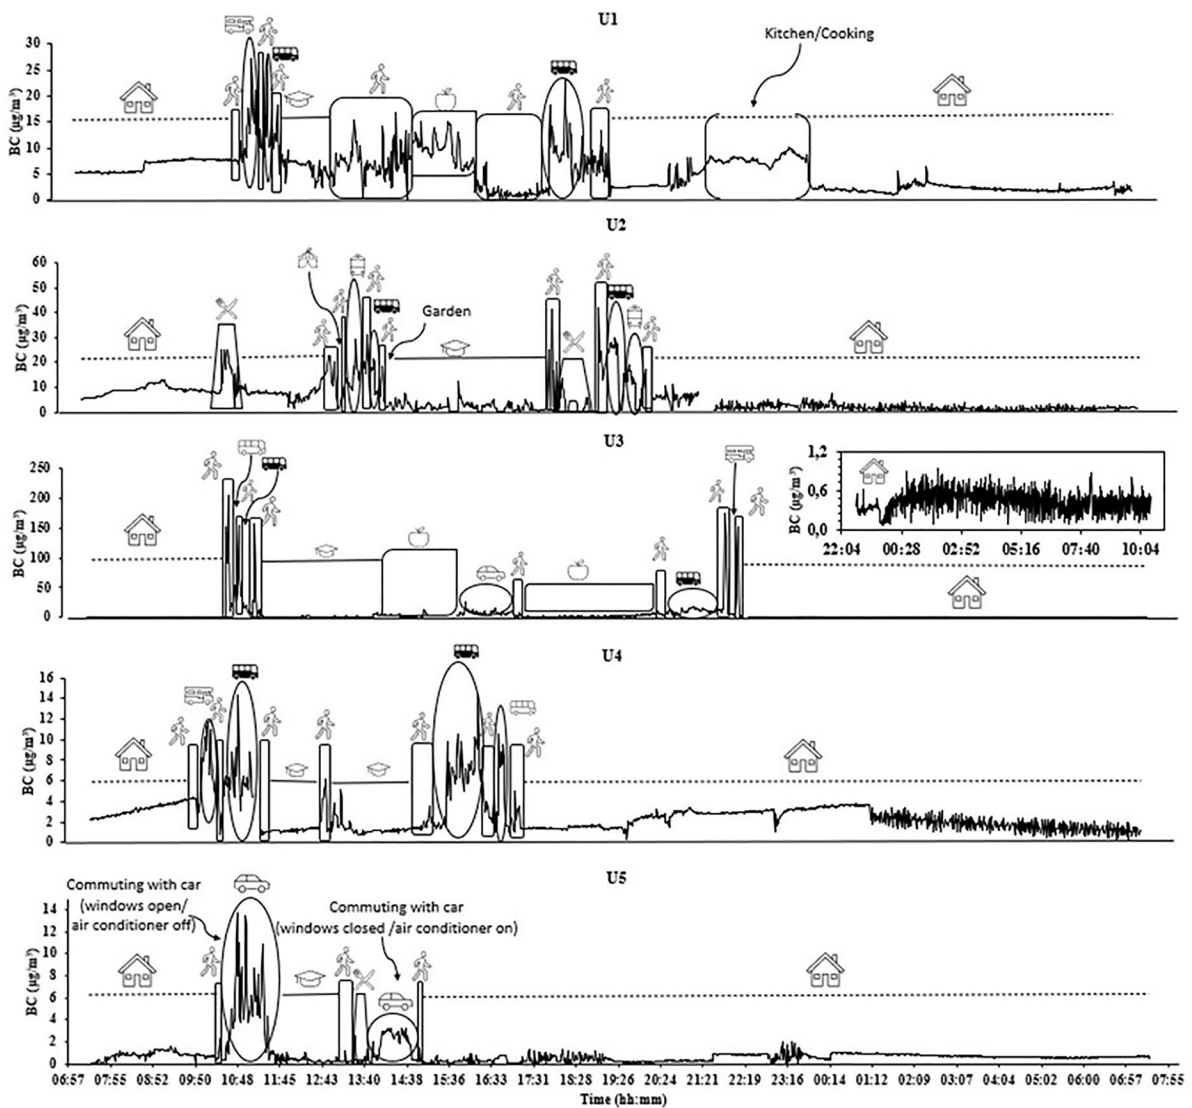 U1
Kitchen/Cooking
BC (µg/m³)
30
25
20
15
10
5
0
U2
Garden
BC (µg/m³)
60
50
40
30
20
10
0
U3
BC (µg/m³)
250
200
150
100
50
0
BC (µg/m³)
1,2
0,6
0,0
22:04 00:28 02:52 05:16 07:40 10:04
U4
BC (µg/m³)
16
14
12
10
8
6
4
2
0
U5
Commuting with car
(windows open/
air conditioner off)
Commuting with car
(windows closed /air conditioner on)
BC (µg/m³)
14
12
10
8
6
4
2
0
06:57 07:55 08:52 09:50 10:48 11:45 12:43 13:40 14:38 15:36 16:33 17:31 18:28 19:26 20:24 21:21 22:19 23:16 00:14 01:12 02:09 03:07 04:04 05:02 06:00 06:57 07:55
Time (hh:mm)